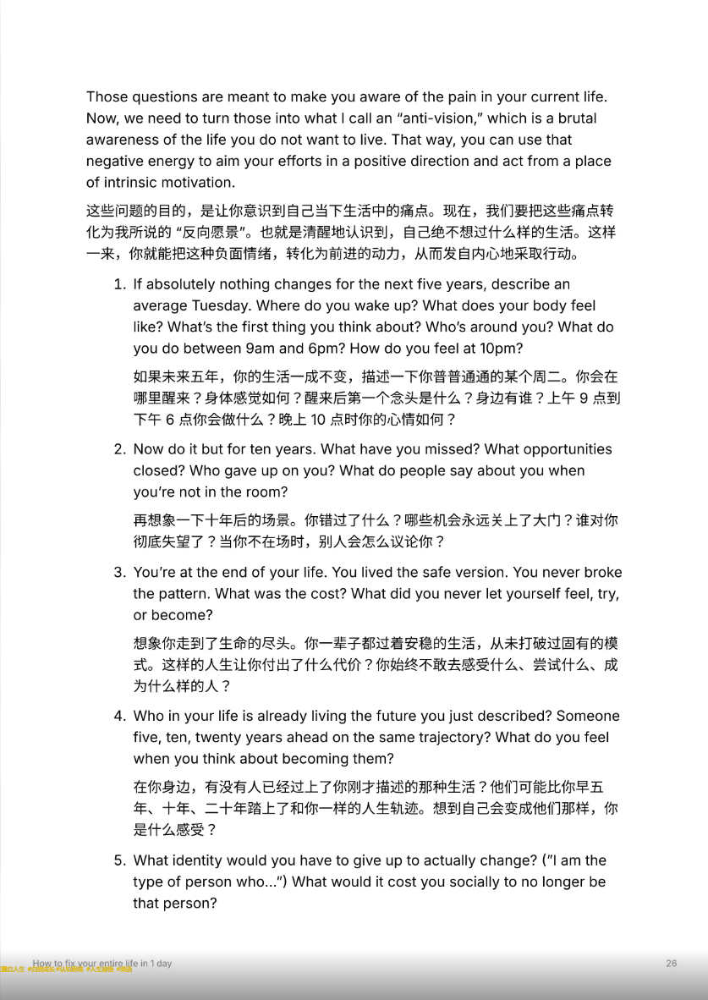 Those questions are meant to make you aware of the pain in your current life.
Now, we need to turn those into what I call an “anti-vision,” which is a brutal
awareness of the life you do not want to live. That way, you can use that
negative energy to aim your efforts in a positive direction and act from a place
of intrinsic motivation.
这些问题的目的，是让你意识到自己当下生活中的痛点。现在，我们要把这些痛点转
化为我所说的 “反向愿景”。也就是清醒地认识到，自己绝不想过什么样的生活。这样
一来，你就能把这种负面情绪，转化为前进的动力，从而发自内心地采取行动。
1. If absolutely nothing changes for the next five years, describe an
average Tuesday. Where do you wake up? What does your body feel
like? What’s the first thing you think about? Who’s around you? What do
you do between 9am and 6pm? How do you feel at 10pm?
如果未来五年，你的生活一成不变，描述一下你普普通通的某个周二。你会在
哪里醒来？身体感觉如何？醒来后第一个念头是什么？身边有谁？上午 9 点到
下午 6 点你会做什么？晚上 10 点时你的心情如何？
2. Now do it but for ten years. What have you missed? What opportunities
closed? Who gave up on you? What do people say about you when
you’re not in the room?
再想象一下十年后的场景。你错过了什么？哪些机会永远关上了大门？谁对你
彻底失望了？当你不在场时，别人会怎么议论你？
3. You’re at the end of your life. You lived the safe version. You never broke
the pattern. What was the cost? What did you never let yourself feel, try,
or become?
想象你走到了生命的尽头。你一辈子都过着安稳的生活，从未打破过固有的模
式。这样的人生让你付出了什么代价？你始终不敢去感受什么、尝试什么、成
为什么样的人？
4. Who in your life is already living the future you just described? Someone
five, ten, twenty years ahead on the same trajectory? What do you feel
when you think about becoming them?
在你身边，有没有人已经过上了你刚才描述的那种生活？他们可能比你早五
年、十年、二十年踏上了和你一样的人生轨迹。想到自己会变成他们那样，你
是什么感受？
5. What identity would you have to give up to actually change? (”I am the
type of person who...”) What would it cost you socially to no longer be
that person?
How to fix your entire life in 1 day 26